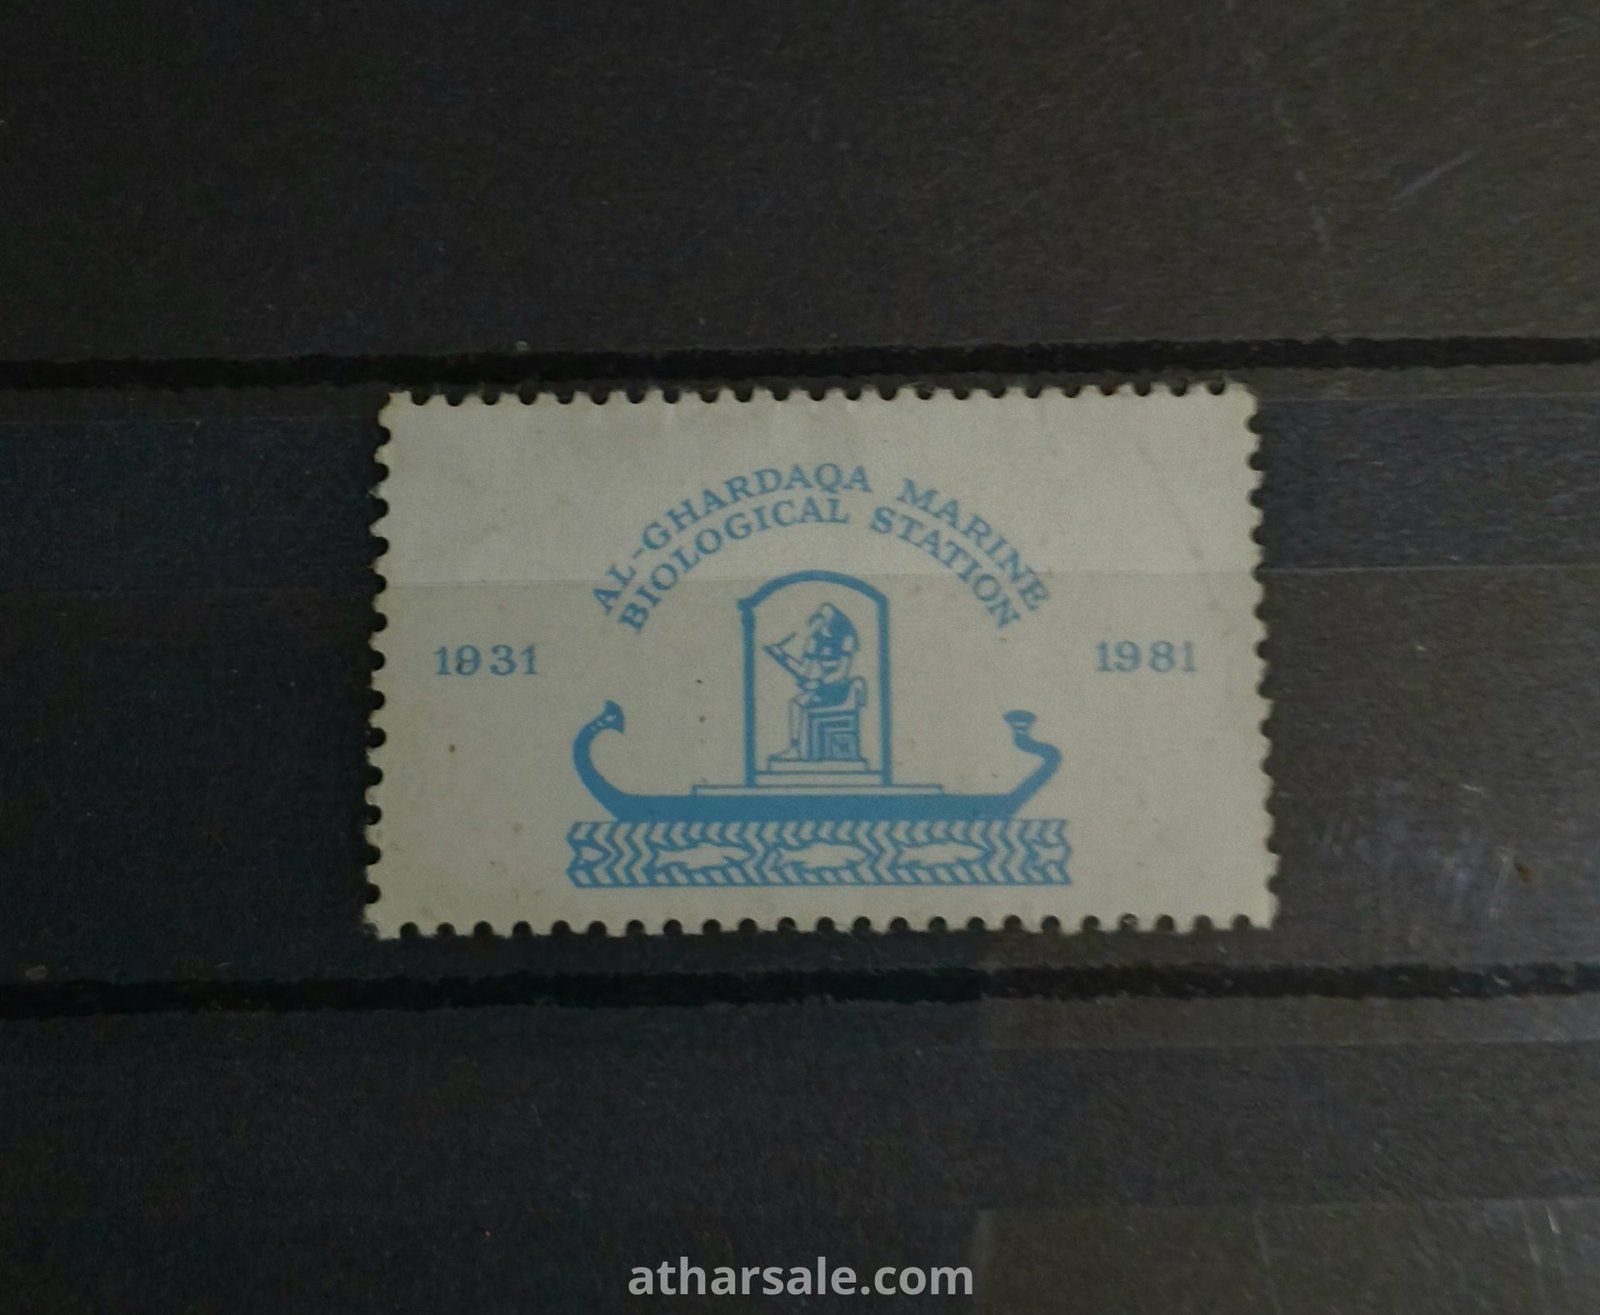 AL-GHARDAQA MARINE
BIOLOGICAL STATION
1931
1981
atharsale.com